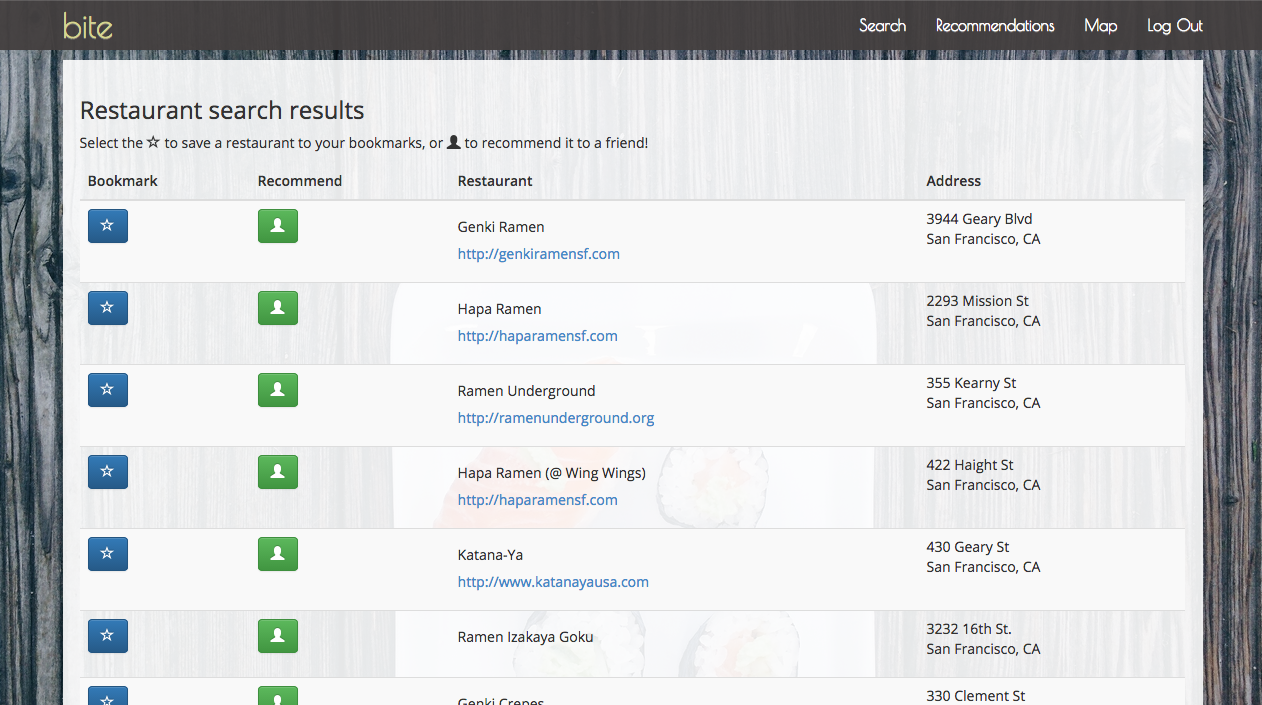 bite
Search Recommendations Map Log Out
Restaurant search results
Select the ☆ to save a restaurant to your bookmarks, or 👤 to recommend it to a friend!
Bookmark Recommend Restaurant Address
Genki Ramen
http://genkiramensf.com
3944 Geary Blvd
San Francisco, CA
Hapa Ramen
http://haparamensf.com
2293 Mission St
San Francisco, CA
Ramen Underground
http://ramenunderground.org
355 Kearny St
San Francisco, CA
Hapa Ramen (@ Wing Wings)
http://haparamensf.com
422 Haight St
San Francisco, CA
Katana-Ya
http://www.katanayausa.com
430 Geary St
San Francisco, CA
Ramen Izakaya Goku
3232 16th St.
San Francisco, CA
Genki Crepes
330 Clement St